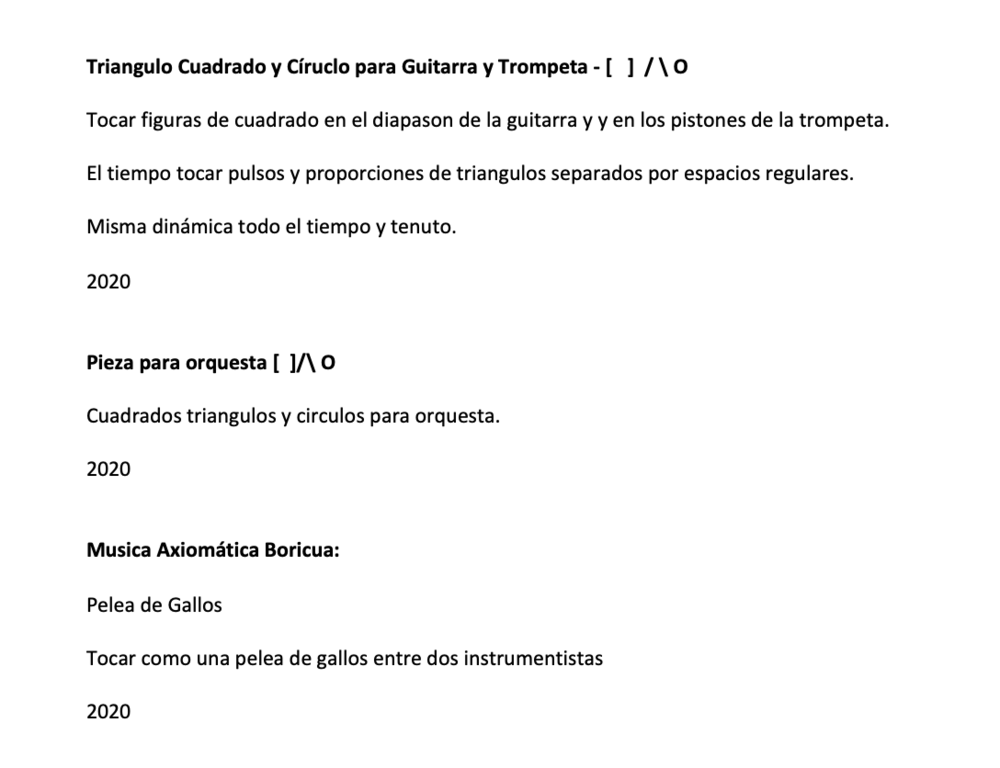 Triangulo Cuadrado y Círuclo para Guitarra y Trompeta - [  ] /\ O
Tocar figuras de cuadrado en el diapason de la guitarra y y en los pistones de la trompeta.
El tiempo tocar pulsos y proporciones de triangulos separados por espacios regulares.
Misma dinámica todo el tiempo y tenuto.
2020
Pieza para orquesta [  ]/\ O
Cuadrados triangulos y circulos para orquesta.
2020
Musica Axiomática Boricua:
Pelea de Gallos
Tocar como una pelea de gallos entre dos instrumentistas
2020